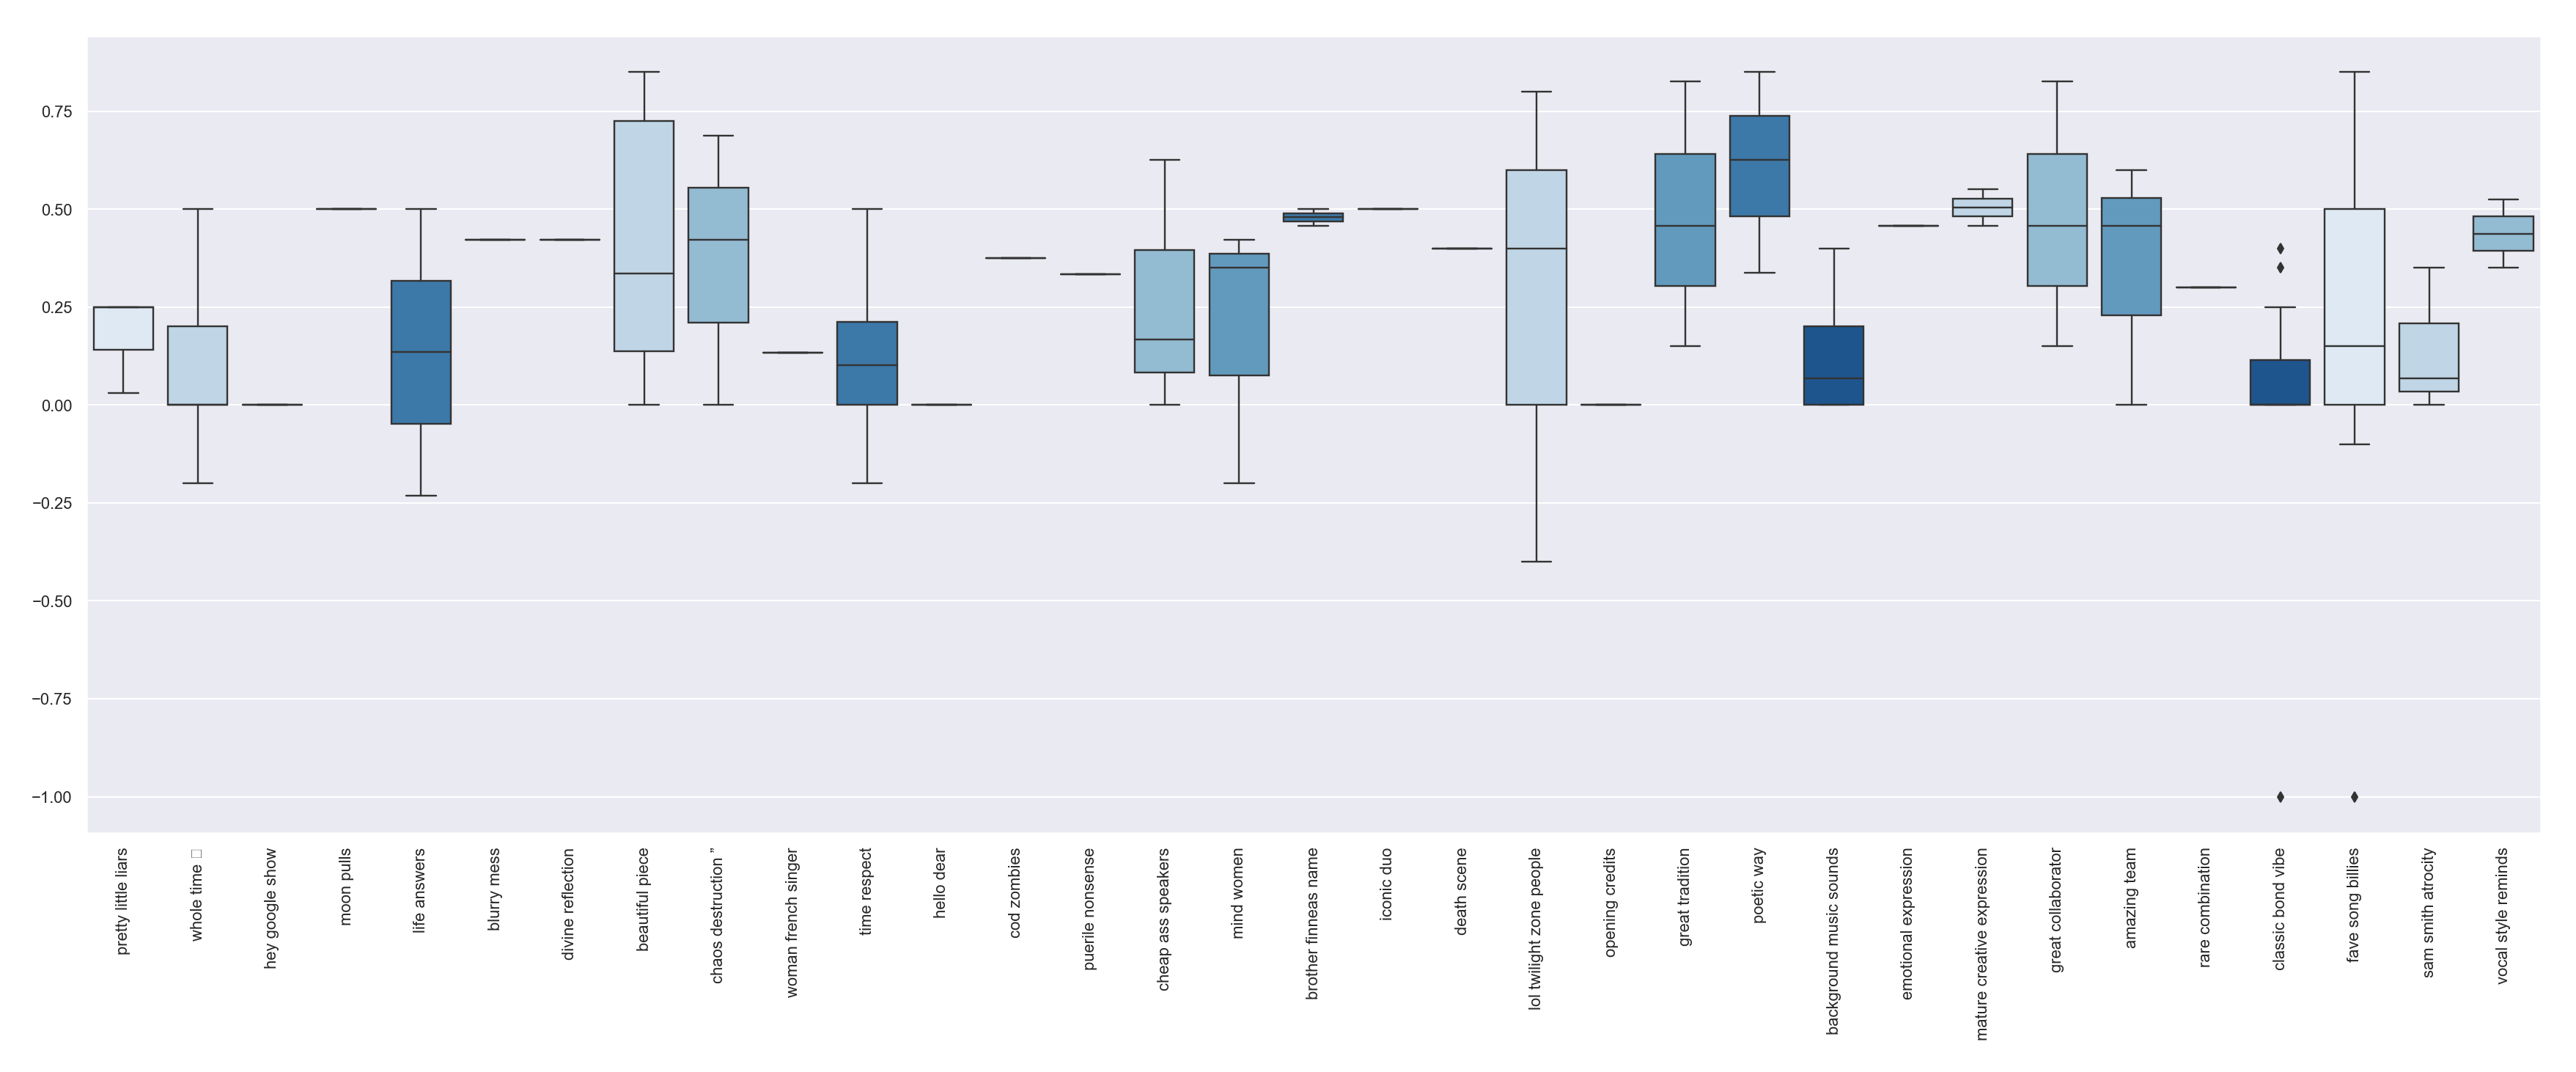 0.75
0.50
0.25
0.00
−0.25
−0.50
−0.75
−1.00
pretty little liars
whole time □
hey google show
moon pulls
life answers
blurry mess
divine reflection
beautiful piece
chaos destruction ”
woman french singer
time respect
hello dear
cod zombies
puerile nonsense
cheap ass speakers
mind women
brother finneas name
iconic duo
death scene
lol twilight zone people
opening credits
great tradition
poetic way
background music sounds
emotional expression
mature creative expression
great collaborator
amazing team
rare combination
classic bond vibe
fave song billies
sam smith atrocity
vocal style reminds